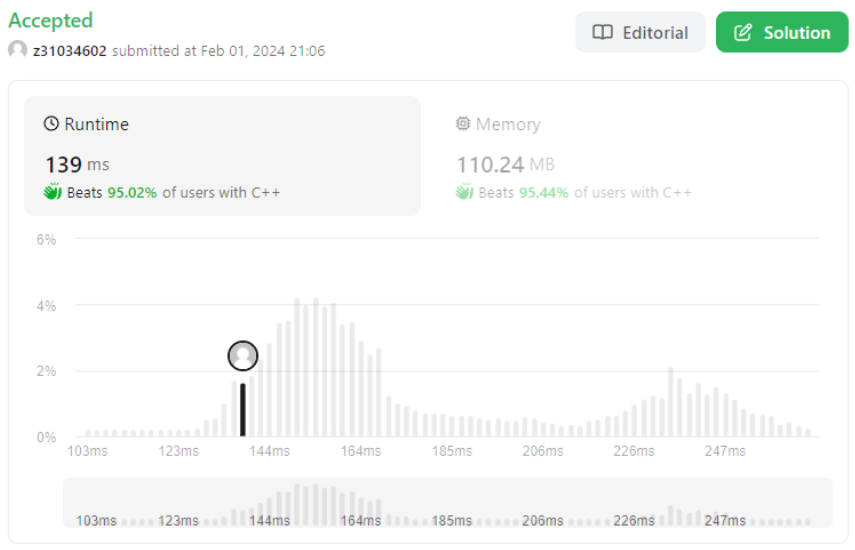 Accepted
z31034602 submitted at Feb 01, 2024 21:06
Editorial
Solution
Runtime
139 ms
Beats 95.02% of users with C++
Memory
110.24 MB
Beats 95.44% of users with C++
6%
4%
2%
0%
103ms 123ms 144ms 164ms 185ms 206ms 226ms 247ms
103ms 123ms 144ms 164ms 185ms 206ms 226ms 247ms